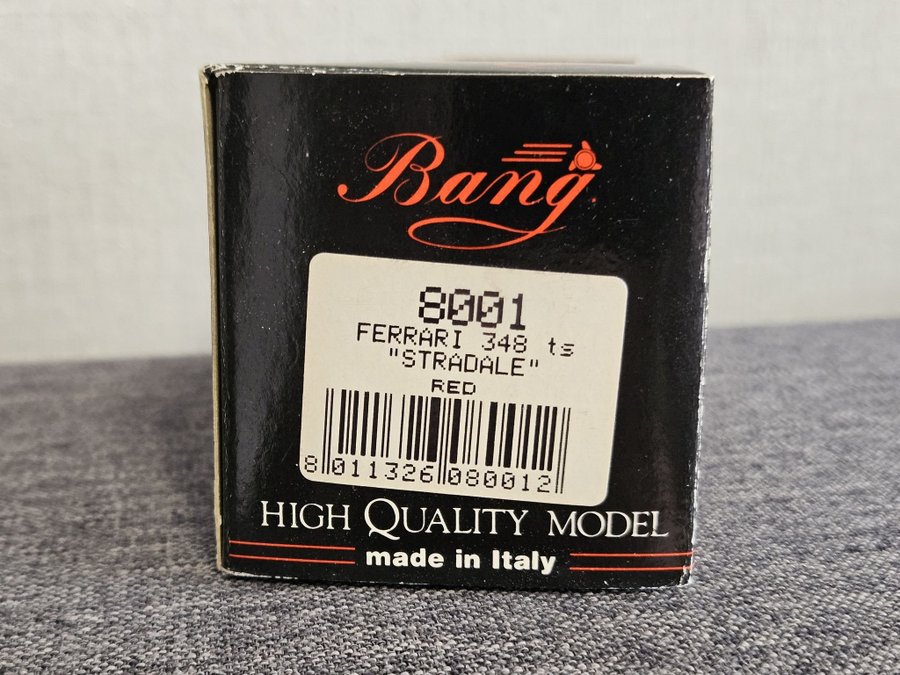 Bang
8001
FERRARI 348 ts
"STRADALE"
RED
8 011326 080012
HIGH QUALITY MODEL
made in Italy